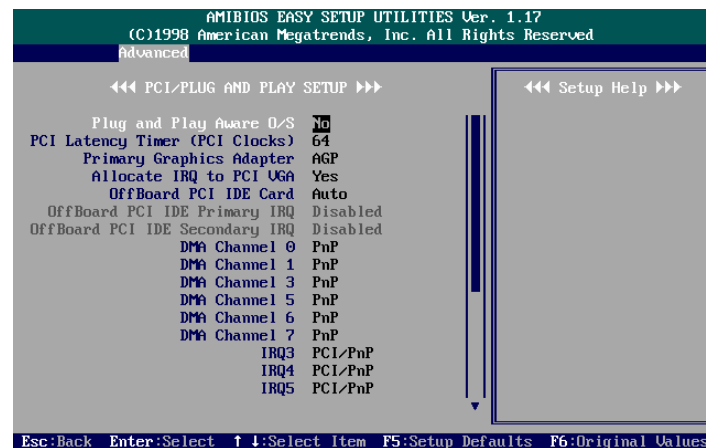 AMIBIOS EASY SETUP UTILITIES Ver. 1.17
(C)1998 American Megatrends, Inc. All Rights Reserved
Advanced
PCI/PLUG AND PLAY SETUP
Setup Help
Plug and Play Aware O/S No
PCI Latency Timer (PCI Clocks) 64
Primary Graphics Adapter AGP
Allocate IRQ to PCI VGA Yes
OffBoard PCI IDE Card Auto
OffBoard PCI IDE Primary IRQ Disabled
OffBoard PCI IDE Secondary IRQ Disabled
DMA Channel 0 PnP
DMA Channel 1 PnP
DMA Channel 3 PnP
DMA Channel 5 PnP
DMA Channel 6 PnP
DMA Channel 7 PnP
IRQ3 PCI/PnP
IRQ4 PCI/PnP
IRQ5 PCI/PnP
Esc:Back Enter:Select ↑ ↓:Select Item F5:Setup Defaults F6:Original Values